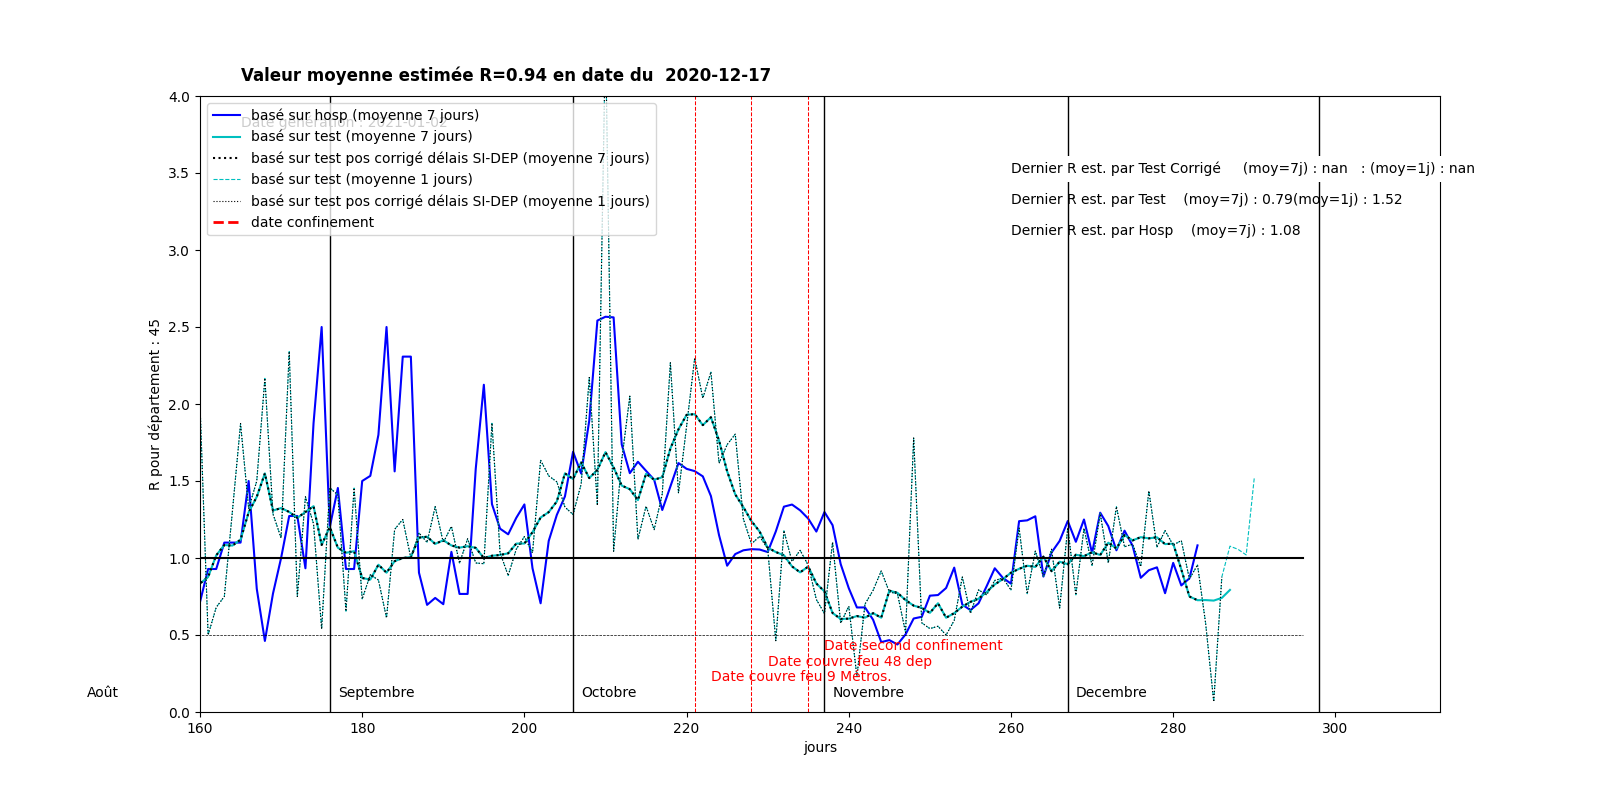 Valeur moyenne estimée R=0.94 en date du  2020-12-17
Date génération : 2021-01-02
basé sur hosp (moyenne 7 jours)
basé sur test (moyenne 7 jours)
basé sur test pos corrigé délais SI-DEP (moyenne 7 jours)
basé sur test (moyenne 1 jours)
basé sur test pos corrigé délais SI-DEP (moyenne 1 jours)
date confinement
Dernier R est. par Test Corrigé     (moy=7j) : nan   : (moy=1j) : nan
Dernier R est. par Test    (moy=7j) : 0.79(moy=1j) : 1.52
Dernier R est. par Hosp    (moy=7j) : 1.08
4.0
3.5
3.0
2.5
2.0
1.5
1.0
0.5
0.0
R pour département : 45
Date second confinement
Date couvre feu 48 dep
Date couvre feu 9 Métros.
Août
Septembre
Octobre
Novembre
Decembre
160
180
200
220
240
260
280
300
jours